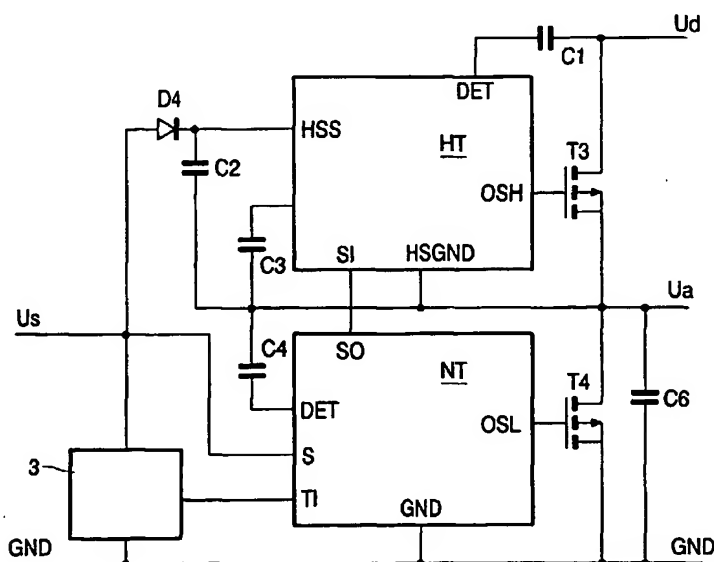 Ud
C1
DET
D4
HSS
HT
T3
C2
OSH
C3
SI
HSGND
Us
Ua
C4
SO
NT
T4
DET
OSL
C6
S
3
TI
GND
GND
GND